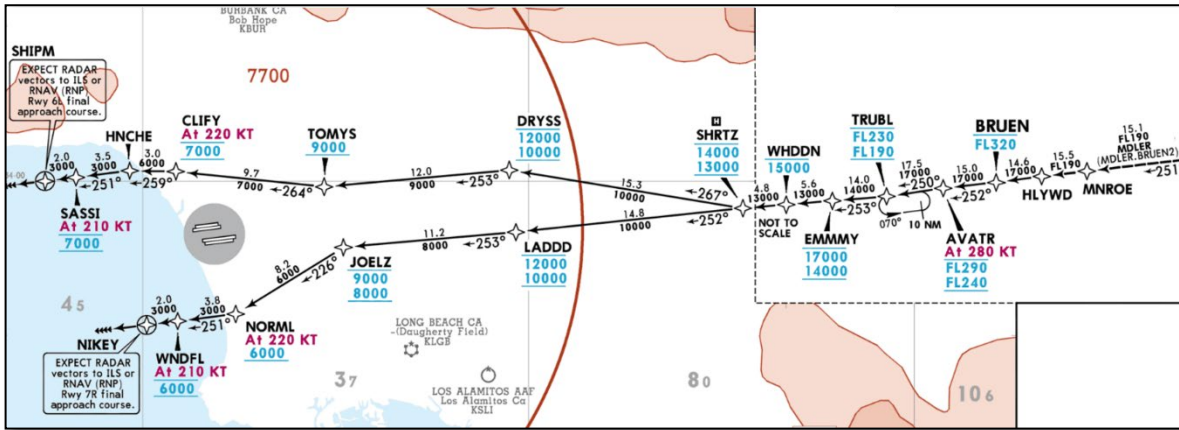 BURBANK CA
Bob Hope
KBUR
7700
SHIPM
EXPECT RADAR
vectors to ILS or
RNAV (RNP)
Rwy 6L final
approach course.
HNCHE
CLIFY
At 220 KT
7000
TOMYS
9000
DRYSS
12000
10000
H
SHRTZ
14000
13000
WHDDN
15000
TRUBL
FL230
FL190
BRUEN
FL320
15.1
FL190
MDLER
(MDLER.BRUEN2)
←251°
15.5
FL190
MNROE
14.6
17000
HLYWD
15.0
17000
←252°
17.5
17000
←250°
14.0
14000
←253°
070°
10 NM
5.6
13000
4.8
13000
NOT TO
SCALE
EMMMY
17000
14000
AVATR
At 280 KT
FL290
FL240
←267°
←252°
15.3
10000
14.8
10000
12.0
9000
←253°
9.7
7000
←264°
3.0
6000
←259°
3.5
3000
←251°
2.0
3000
34-00
SASSI
At 210 KT
7000
LADDD
12000
10000
11.2
8000
←253°
JOELZ
9000
8000
8.2
6000
←226°
NORML
At 220 KT
6000
3.8
3000
←251°
2.0
3000
WNDFL
At 210 KT
6000
NIKEY
EXPECT RADAR
vectors to ILS or
RNAV (RNP)
Rwy 7R final
approach course.
45
37
80
106
LONG BEACH CA
(Daugherty Field)
KLGB
LOS ALAMITOS AAF
Los Alamitos Ca
KSLI